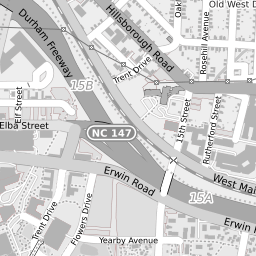 Old West D
Oak
Hillsborough Road
Rosehill Avenue
Durham Freeway
Trent Drive
15B
Elf Street
Elba Street
NC 147
15th Street
Rutherford Street
West Mai
Erwin Road
15A
Erwin R
Trent Drive
Flowers Drive
Yearby Avenue